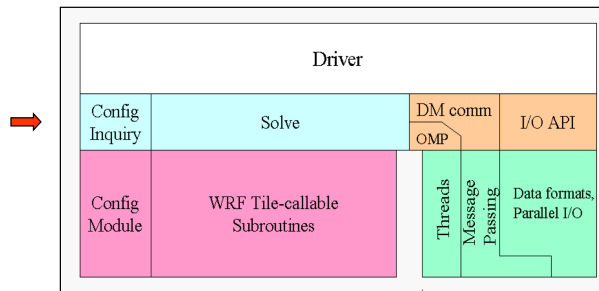 Driver
Config
Inquiry
Solve
DM comm
OMP
I/O API
Config
Module
WRF Tile-callable
Subroutines
Threads
Message
Passing
Data formats,
Parallel I/O